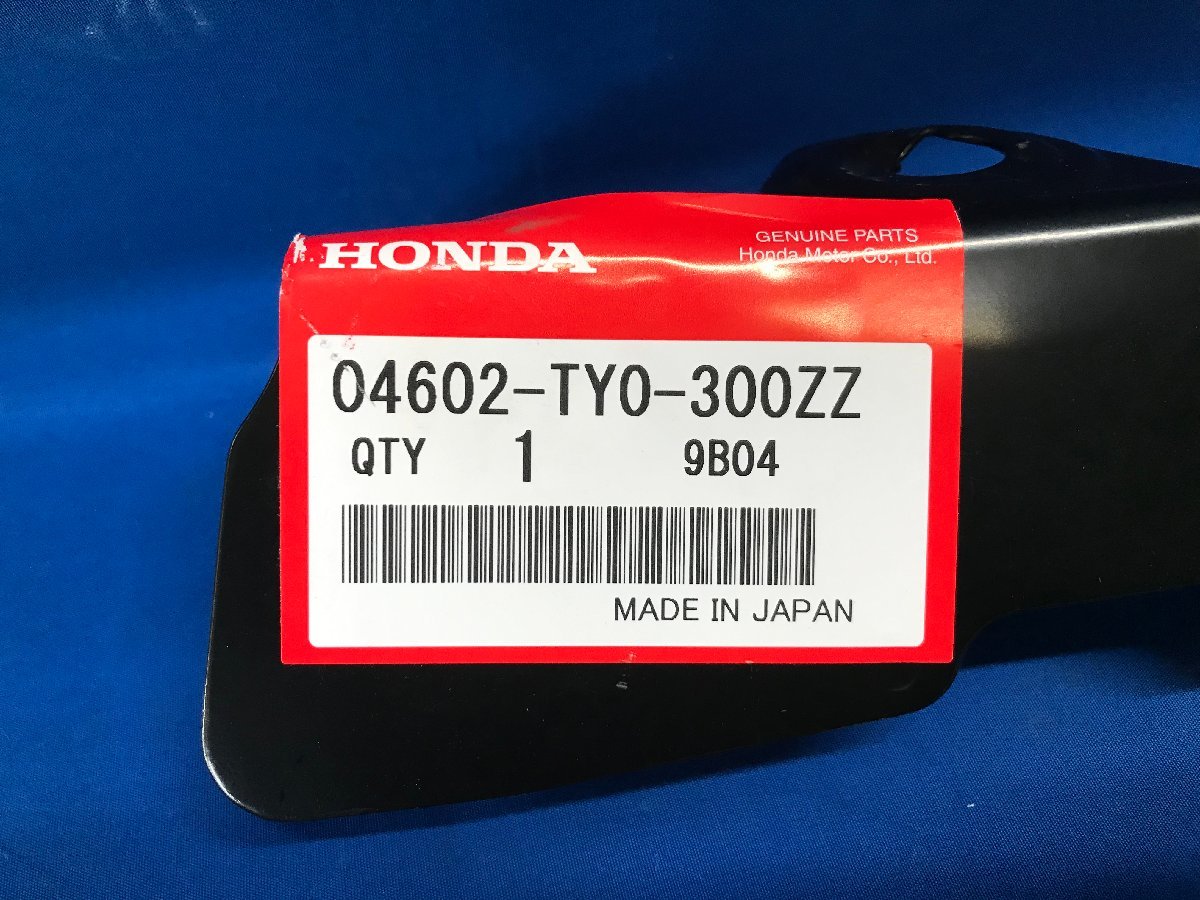 HONDA
GENUINE PARTS
Honda Motor Co., Ltd.
04602-TY0-300ZZ
QTY 1 9B04
MADE IN JAPAN